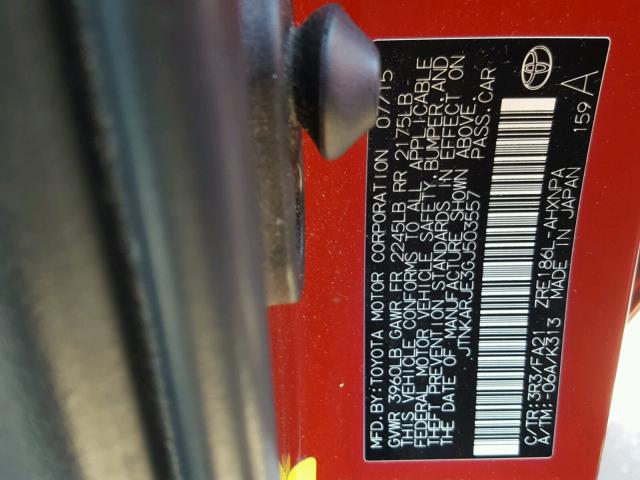 MFD.BY:TOYOTA MOTOR CORPORATION 07/15
GVWR 3960LB GAWR FR 2245LB RR 2175LB
THIS VEHICLE CONFORMS TO ALL APPLICABLE
FEDERAL MOTOR VEHICLE SAFETY, BUMPER, AND
THEFT PREVENTION STANDARDS IN EFFECT ON
THE DATE OF MANUFACTURE SHOWN ABOVE.
JTNKARJE3GJ503557 PASS.CAR
C/TR:3R3/FA21 ZRE186L-AHXNPA
A/TM:-06A/K313 MADE IN JAPAN 159 A